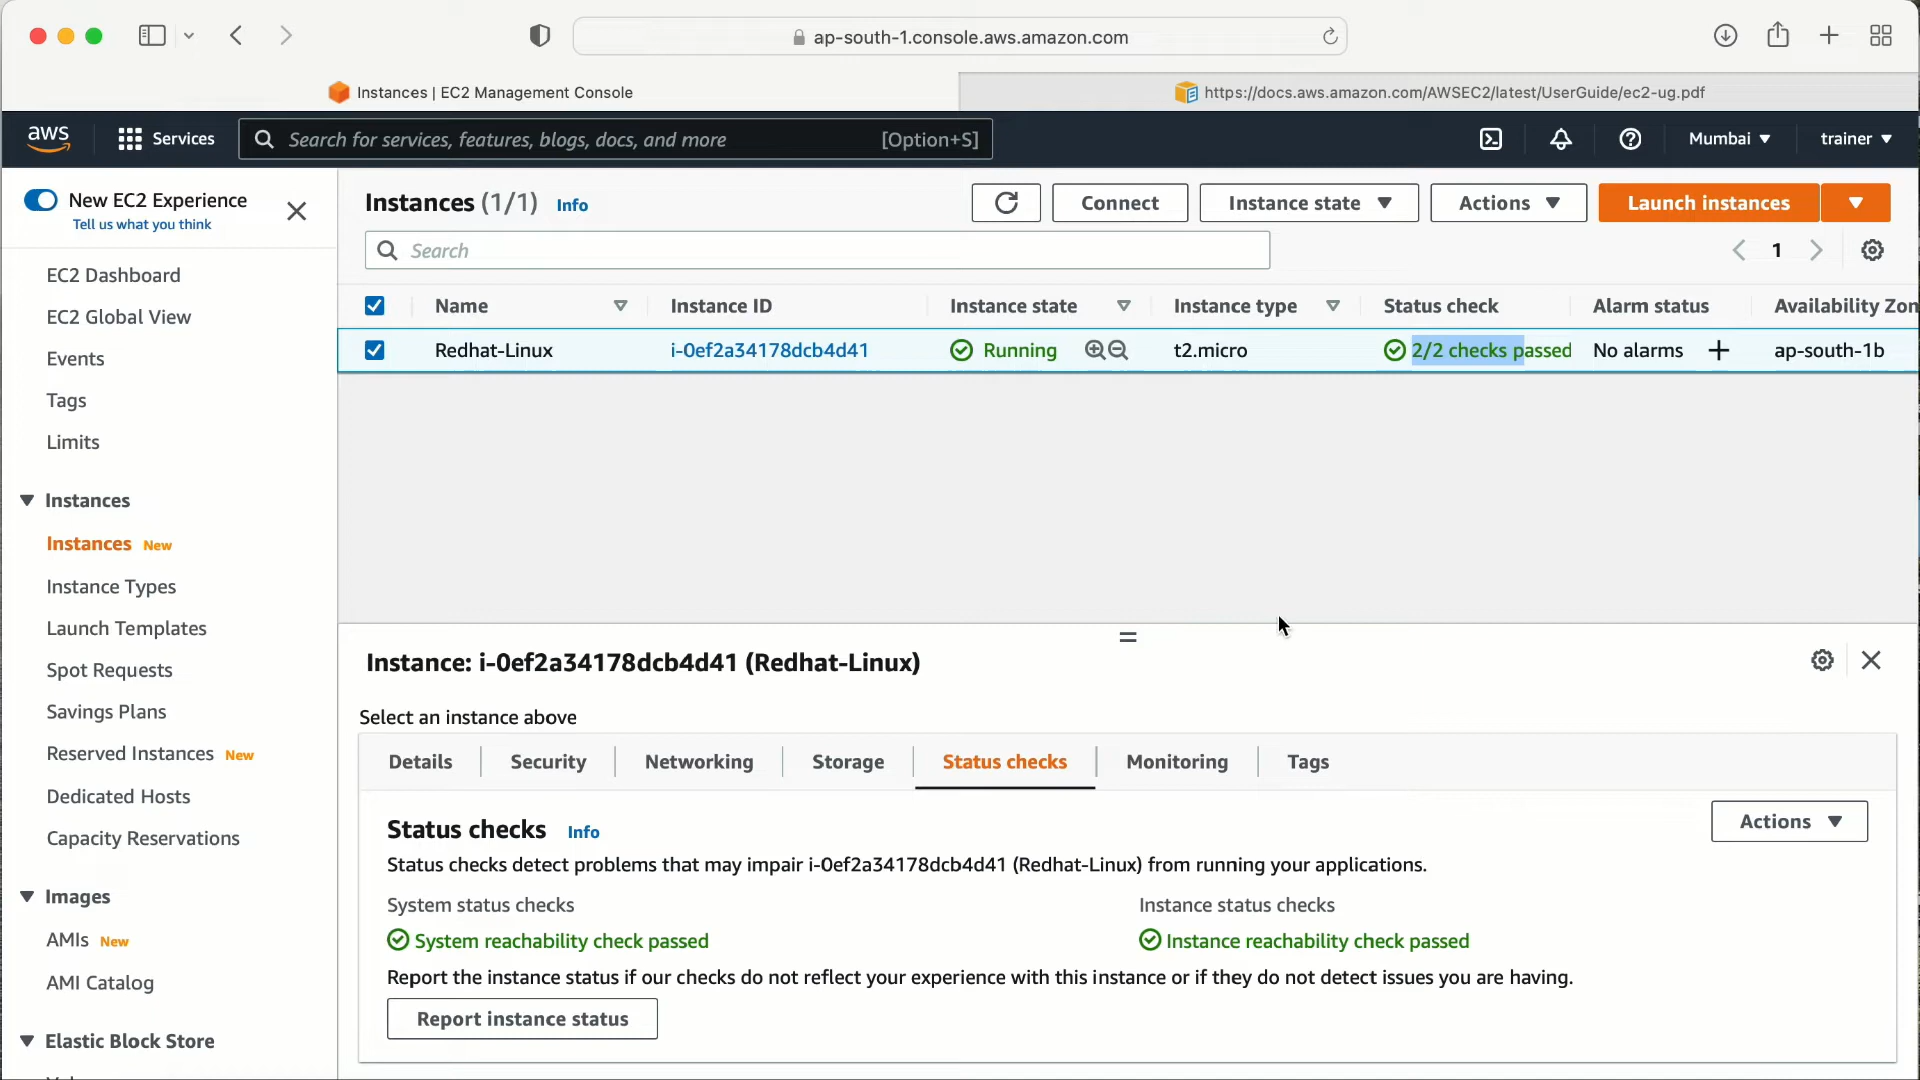 ap-south-1.console.aws.amazon.com
Instances | EC2 Management Console
https://docs.aws.amazon.com/AWSEC2/latest/UserGuide/ec2-ug.pdf
aws
Services
Search for services, features, blogs, docs, and more
[Option+S]
Mumbai
trainer
New EC2 Experience
Tell us what you think
EC2 Dashboard
EC2 Global View
Events
Tags
Limits
Instances
Instances New
Instance Types
Launch Templates
Spot Requests
Savings Plans
Reserved Instances New
Dedicated Hosts
Capacity Reservations
Images
AMIs New
AMI Catalog
Elastic Block Store
Instances (1/1) Info
Connect
Instance state
Actions
Launch instances
Search
1
Name
Instance ID
Instance state
Instance type
Status check
Alarm status
Availability Zon
Redhat-Linux
i-0ef2a34178dcb4d41
Running
t2.micro
2/2 checks passed
No alarms
ap-south-1b
Instance: i-0ef2a34178dcb4d41 (Redhat-Linux)
Select an instance above
Details
Security
Networking
Storage
Status checks
Monitoring
Tags
Status checks Info
Actions
Status checks detect problems that may impair i-0ef2a34178dcb4d41 (Redhat-Linux) from running your applications.
System status checks
Instance status checks
System reachability check passed
Instance reachability check passed
Report the instance status if our checks do not reflect your experience with this instance or if they do not detect issues you are having.
Report instance status